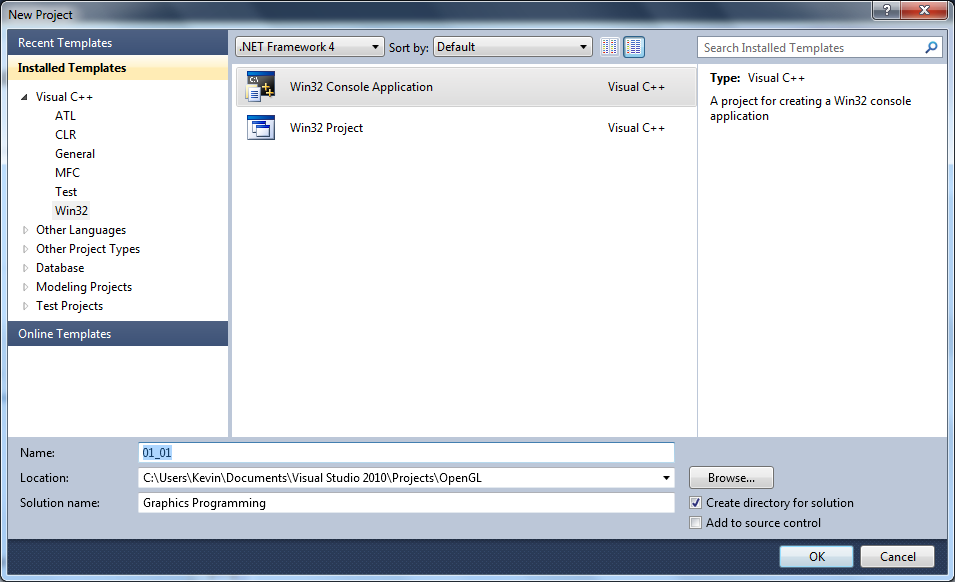 New Project
?
Recent Templates
Installed Templates
Visual C++
ATL
CLR
General
MFC
Test
Win32
Other Languages
Other Project Types
Database
Modeling Projects
Test Projects
Online Templates
.NET Framework 4
Sort by: Default
C:\
Win32 Console Application Visual C++
Win32 Project Visual C++
Search Installed Templates
Type: Visual C++
A project for creating a Win32 console
application
Name: 01_01
Location: C:\Users\Kevin\Documents\Visual Studio 2010\Projects\OpenGL Browse...
Solution name: Graphics Programming
Create directory for solution
Add to source control
OK Cancel